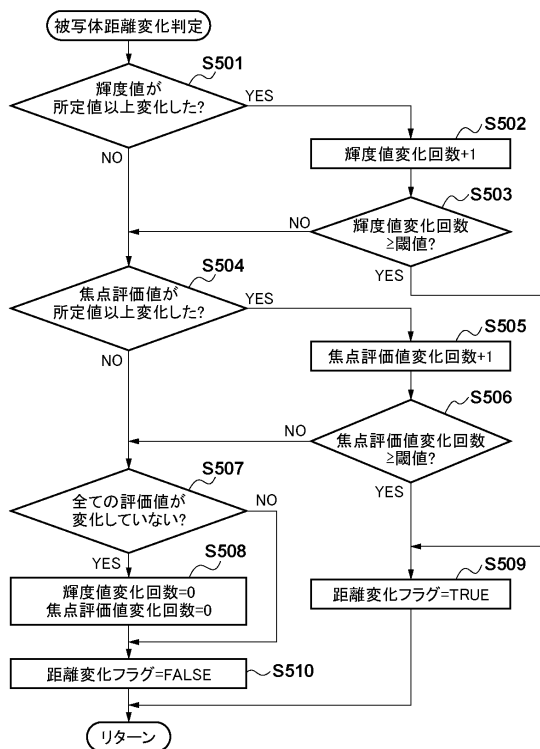 被写体距離変化判定
S501
輝度値が
所定値以上変化した?
YES
NO
S502
輝度値変化回数+1
S503
輝度値変化回数
≥閾値?
NO
YES
S504
焦点評価値が
所定値以上変化した?
YES
NO
S505
焦点評価値変化回数+1
S506
焦点評価値変化回数
≥閾値?
NO
YES
S507
全ての評価値が
変化していない?
NO
YES
S508
輝度値変化回数=0
焦点評価値変化回数=0
S509
距離変化フラグ=TRUE
距離変化フラグ=FALSE
S510
リターン